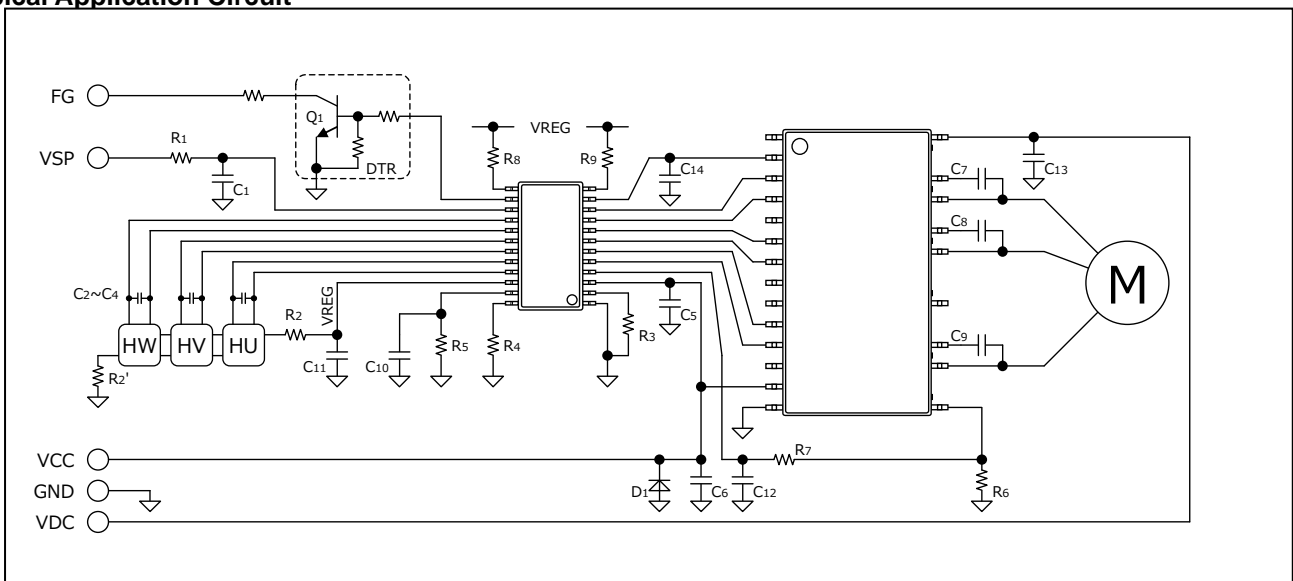 pical Application Circuit
FG
Q1
DTR
VREG
R8
R9
R1
VSP
C1
C14
C7
C13
C8
M
C2~C4
HW
HV
HU
R2
VREG
R2'
C11
C10
R5
R4
R3
C5
C9
VCC
GND
VDC
D1
C6
C12
R7
R6